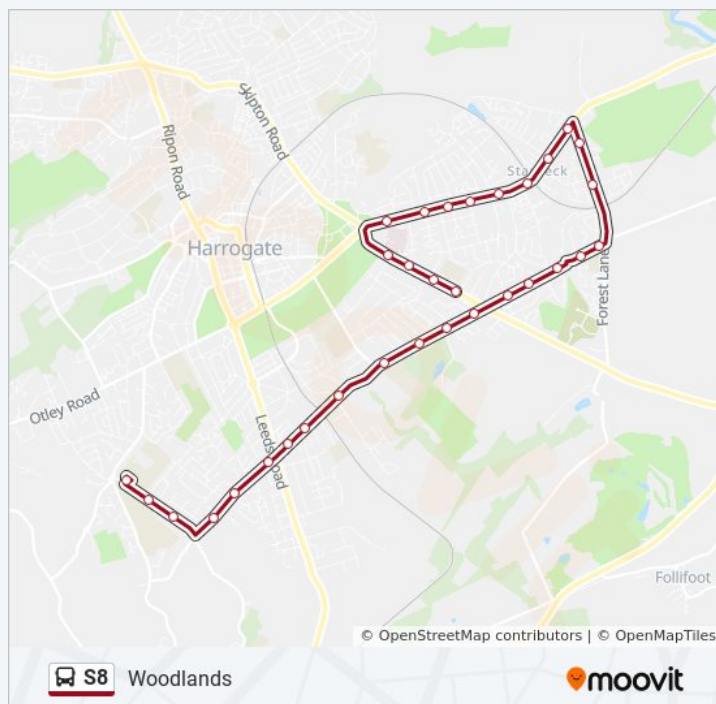 Skipton Road
Ripon Road
Starbeck
Harrogate
Forest Lane
Otley Road
Leeds Road
Follifoot
© OpenStreetMap contributors | © OpenMapTiles
S8 Woodlands
moovit